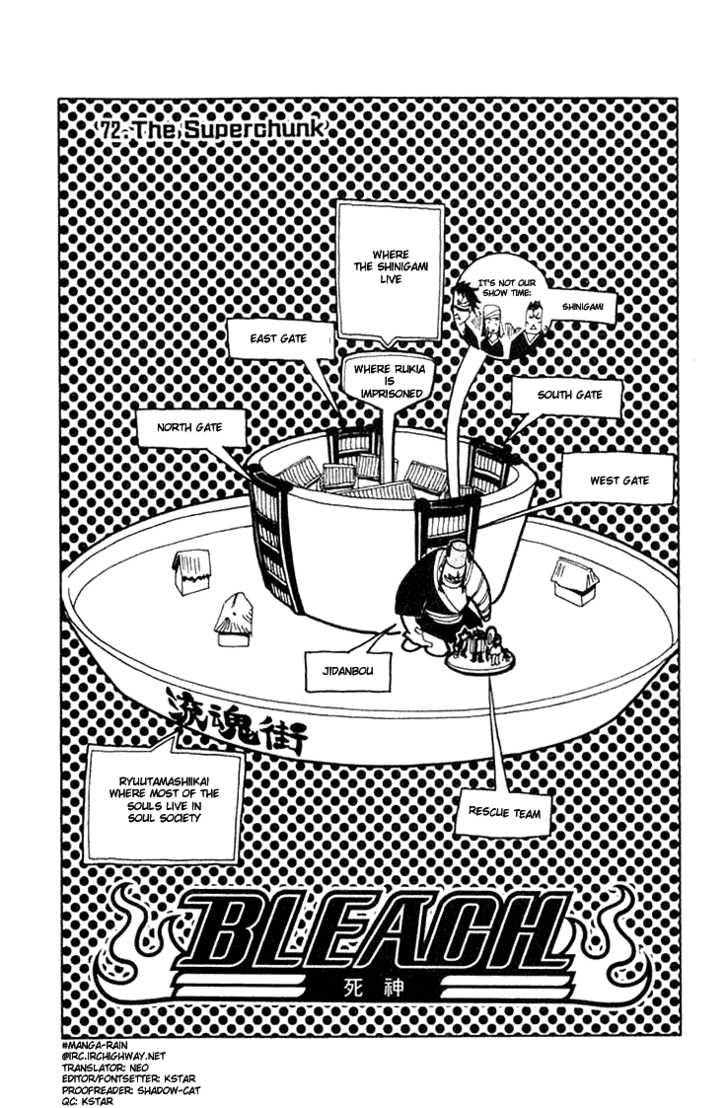 72. The Superchunk
WHERE
THE SHINIGAMI
LIVE
IT'S NOT OUR
SHOW TIME.
SHINIGAMI
EAST GATE
WHERE RUKIA
IS
IMPRISONED
SOUTH GATE
NORTH GATE
WEST GATE
JIDANBOU
流魂街
RYUUTAMASHIIKAI
WHERE MOST OF THE
SOULS LIVE IN
SOUL SOCIETY
RESCUE TEAM
BLEACH
死神
#MANGA-RAIN
@IRC.IRCHIGHWAY.NET
TRANSLATOR: NEO
EDITOR/FONTSETTER: KSTAR
PROOFREADER: SHADOW-CAT
QC: KSTAR